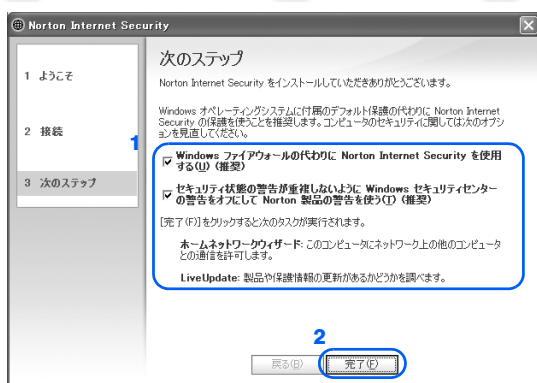 Norton Internet Security
1 ようこそ
2 接続
3 次のステップ
次のステップ
Norton Internet Security をインストールしていただきありがとうございます。
Windows オペレーティングシステムに付属のデフォルト保護の代わりに Norton Internet
Security の保護を使うことを推奨します。コンピュータのセキュリティに関しては次のオプシ
ョンを見直してください。
1
Windows ファイアウォールの代わりに Norton Internet Security を使用
する(U) (推奨)
セキュリティ状態の警告が重複しないように Windows セキュリティセンター
の警告をオフにして Norton 製品の警告を使う(T) (推奨)
[完了(F)]をクリックすると次のタスクが実行されます。
ホームネットワークウィザード: このコンピュータにネットワーク上の他のコンピュータ
との通信を許可します。
LiveUpdate: 製品や保護情報の更新があるかどうかを調べます。
2
戻る(B)
完了(F)